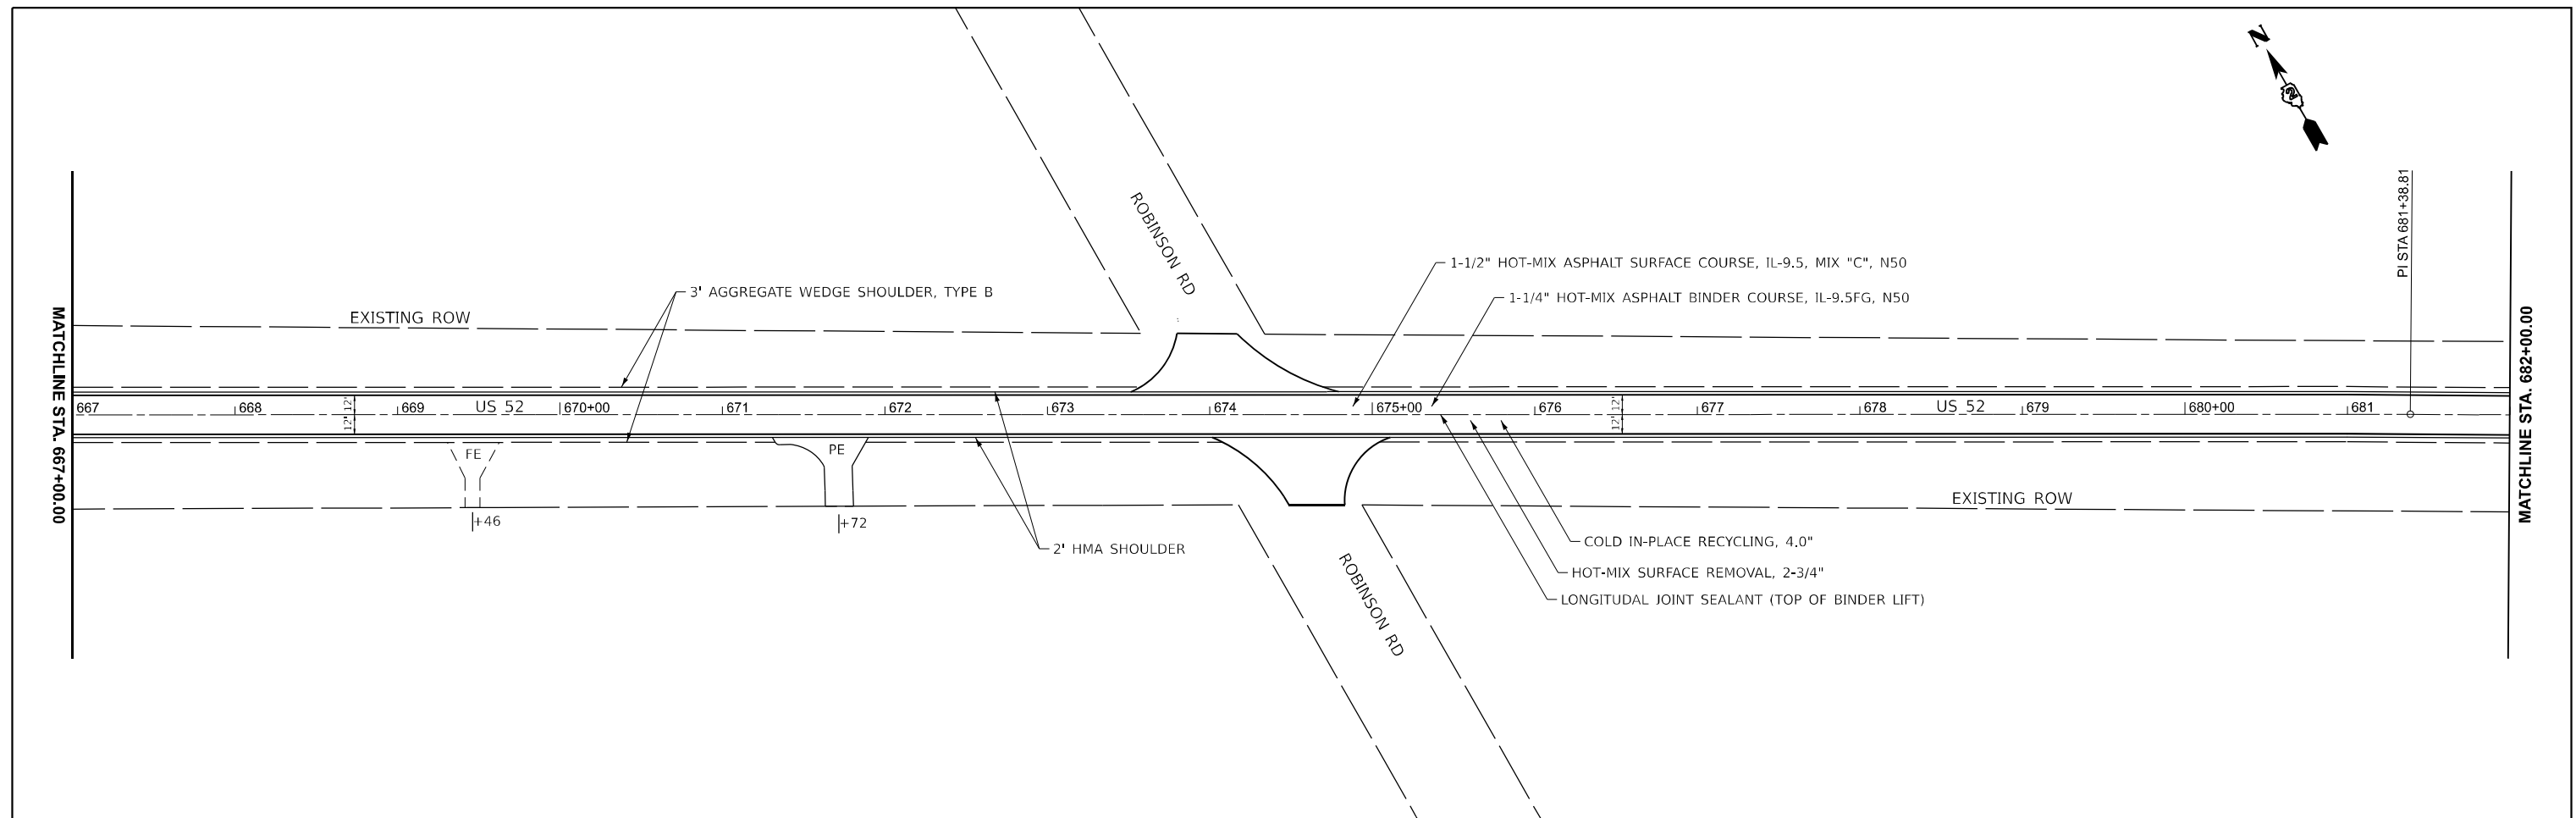 N
PI STA 681+38.81
ROBINSON RD
1-1/2" HOT-MIX ASPHALT SURFACE COURSE, IL-9.5, MIX "C", N50
3' AGGREGATE WEDGE SHOULDER, TYPE B
1-1/4" HOT-MIX ASPHALT BINDER COURSE, IL-9.5FG, N50
EXISTING ROW
MATCHLINE STA. 667+00.00
MATCHLINE STA. 682+00.00
667 668 12' 669 US 52 670+00 671 672 673 674 675+00 676 12' 677 678 US 52 679 680+00 681
12' 12'
FE
PE
EXISTING ROW
+46
+72
COLD IN-PLACE RECYCLING, 4.0"
2' HMA SHOULDER
HOT-MIX SURFACE REMOVAL, 2-3/4"
LONGITUDAL JOINT SEALANT (TOP OF BINDER LIFT)
ROBINSON RD